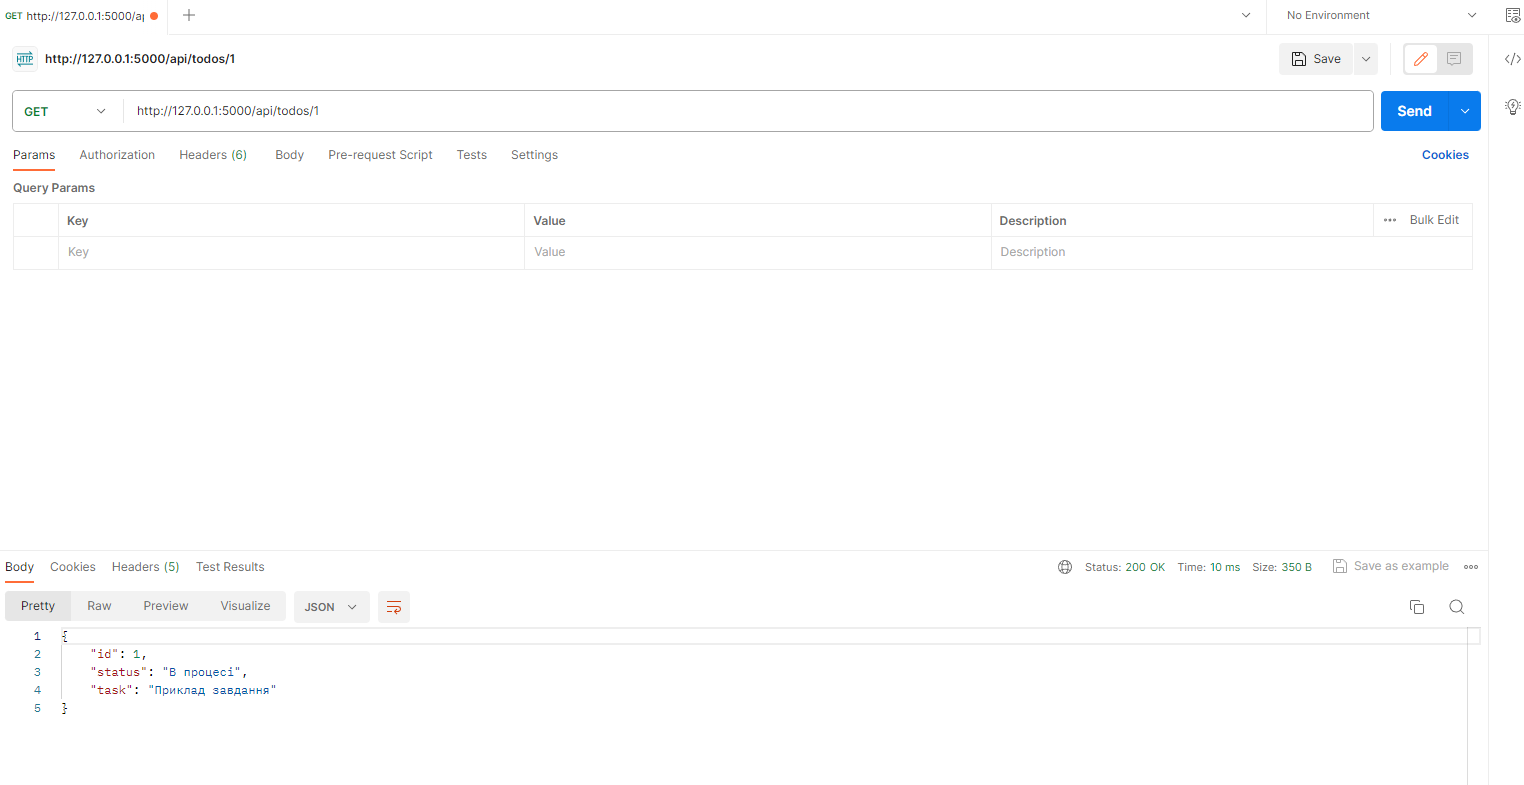 GET http://127.0.0.1:5000/ap
No Environment
HTTP http://127.0.0.1:5000/api/todos/1
Save
GET http://127.0.0.1:5000/api/todos/1
Send
Params Authorization Headers (6) Body Pre-request Script Tests Settings Cookies
Query Params
Key Value Description Bulk Edit
Key Value Description
Body Cookies Headers (5) Test Results Status: 200 OK Time: 10 ms Size: 350 B Save as example
Pretty Raw Preview Visualize JSON
1 {
2 "id": 1,
3 "status": "В процесі",
4 "task": "Приклад завдання"
5 }